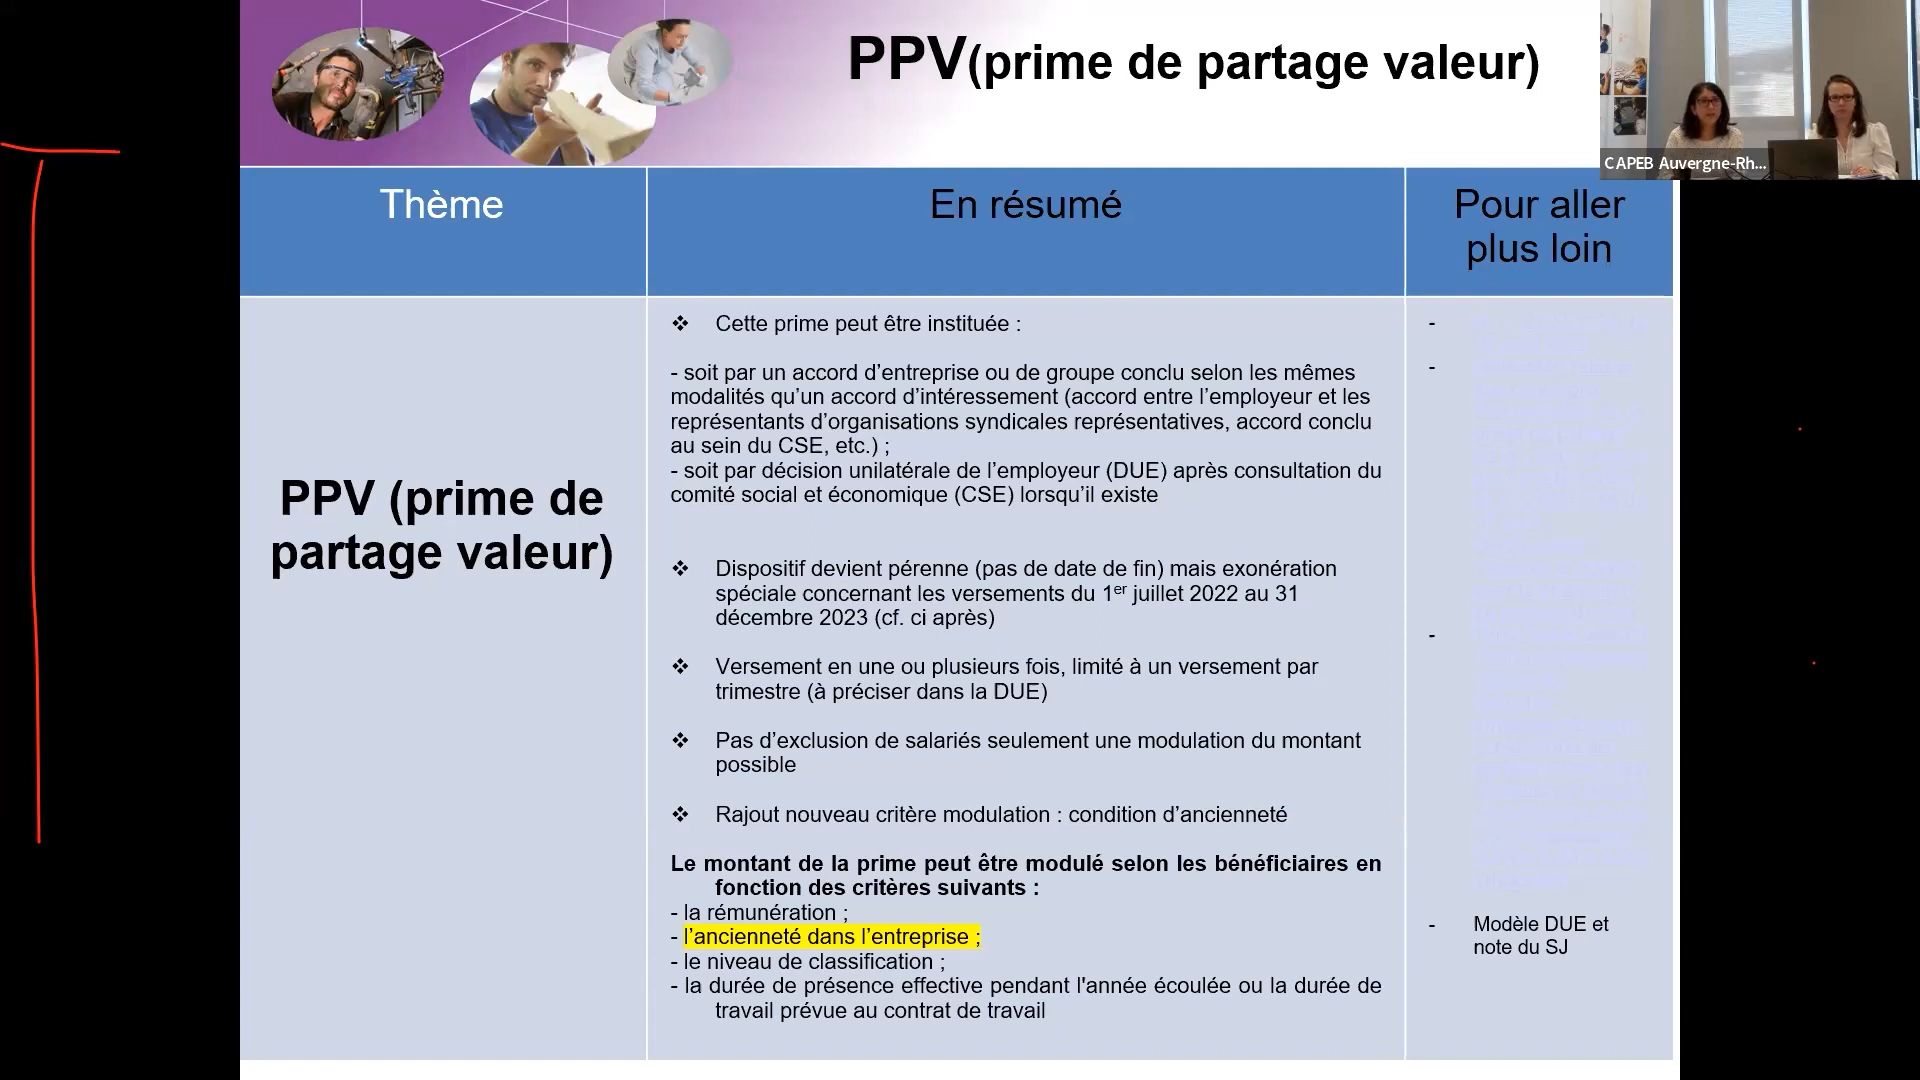 PPV(prime de partage valeur)
CAPEB Auvergne-Rh...
Thème
En résumé
Pour aller
plus loin
PPV (prime de
partage valeur)
❖ Cette prime peut être instituée :
- soit par un accord d’entreprise ou de groupe conclu selon les mêmes
modalités qu’un accord d’intéressement (accord entre l’employeur et les
représentants d’organisations syndicales représentatives, accord conclu
au sein du CSE, etc.) ;
- soit par décision unilatérale de l’employeur (DUE) après consultation du
comité social et économique (CSE) lorsqu’il existe
❖ Dispositif devient pérenne (pas de date de fin) mais exonération
spéciale concernant les versements du 1er juillet 2022 au 31
décembre 2023 (cf. ci après)
❖ Versement en une ou plusieurs fois, limité à un versement par
trimestre (à préciser dans la DUE)
❖ Pas d’exclusion de salariés seulement une modulation du montant
possible
❖ Rajout nouveau critère modulation : condition d’ancienneté
Le montant de la prime peut être modulé selon les bénéficiaires en
fonction des critères suivants :
- la rémunération ;
- l’ancienneté dans l’entreprise ;
- le niveau de classification ;
- la durée de présence effective pendant l'année écoulée ou la durée de
travail prévue au contrat de travail
- Modèle DUE et
note du SJ